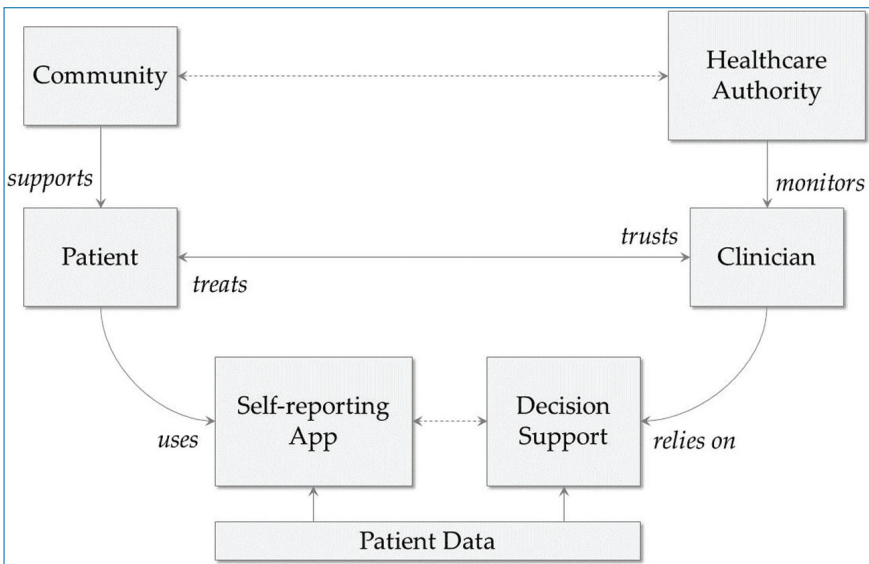 Community
Healthcare
Authority
supports
monitors
Patient
trusts
Clinician
treats
Self-reporting
App
Decision
Support
uses
relies on
Patient Data